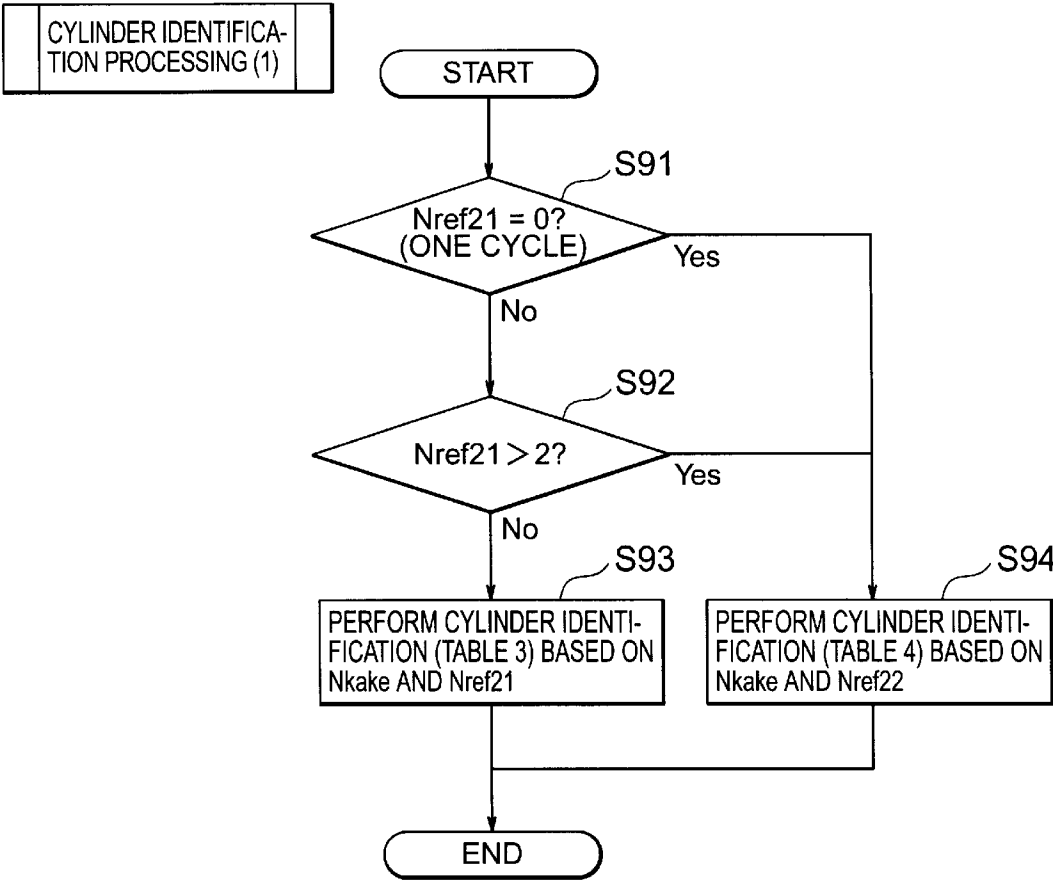 CYLINDER IDENTIFICA-
TION PROCESSING (1)
START
S91
Nref21 = 0?
(ONE CYCLE)
Yes
No
S92
Nref21 > 2?
Yes
No
S93
PERFORM CYLINDER IDENTI-
FICATION (TABLE 3) BASED ON
Nkake AND Nref21
S94
PERFORM CYLINDER IDENTI-
FICATION (TABLE 4) BASED ON
Nkake AND Nref22
END